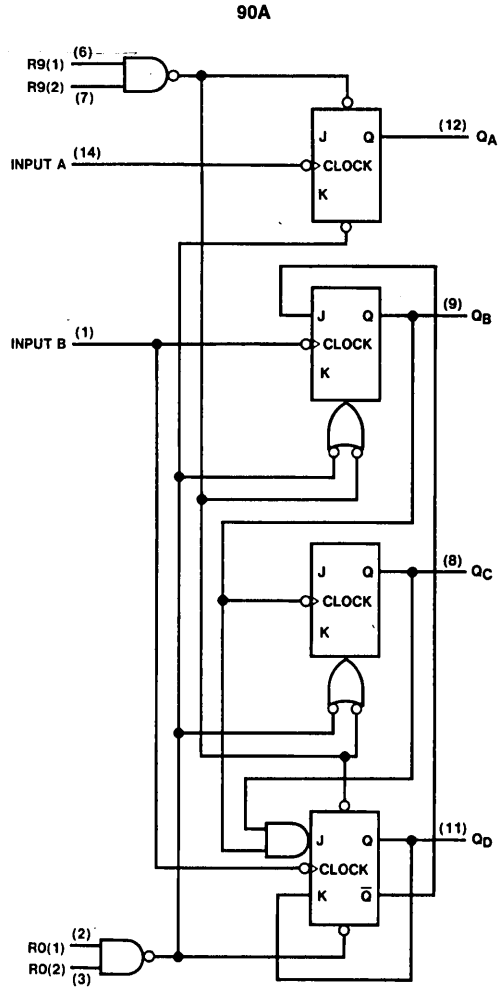 90A
(6)
R9(1)
R9(2)
(7)
J Q (12) QA
INPUT A (14) CLOCK
K
J Q (9) QB
INPUT B (1) CLOCK
K
J Q (8) QC
CLOCK
K
J Q (11) QD
CLOCK
K Q̅
(2)
R0(1)
R0(2)
(3)